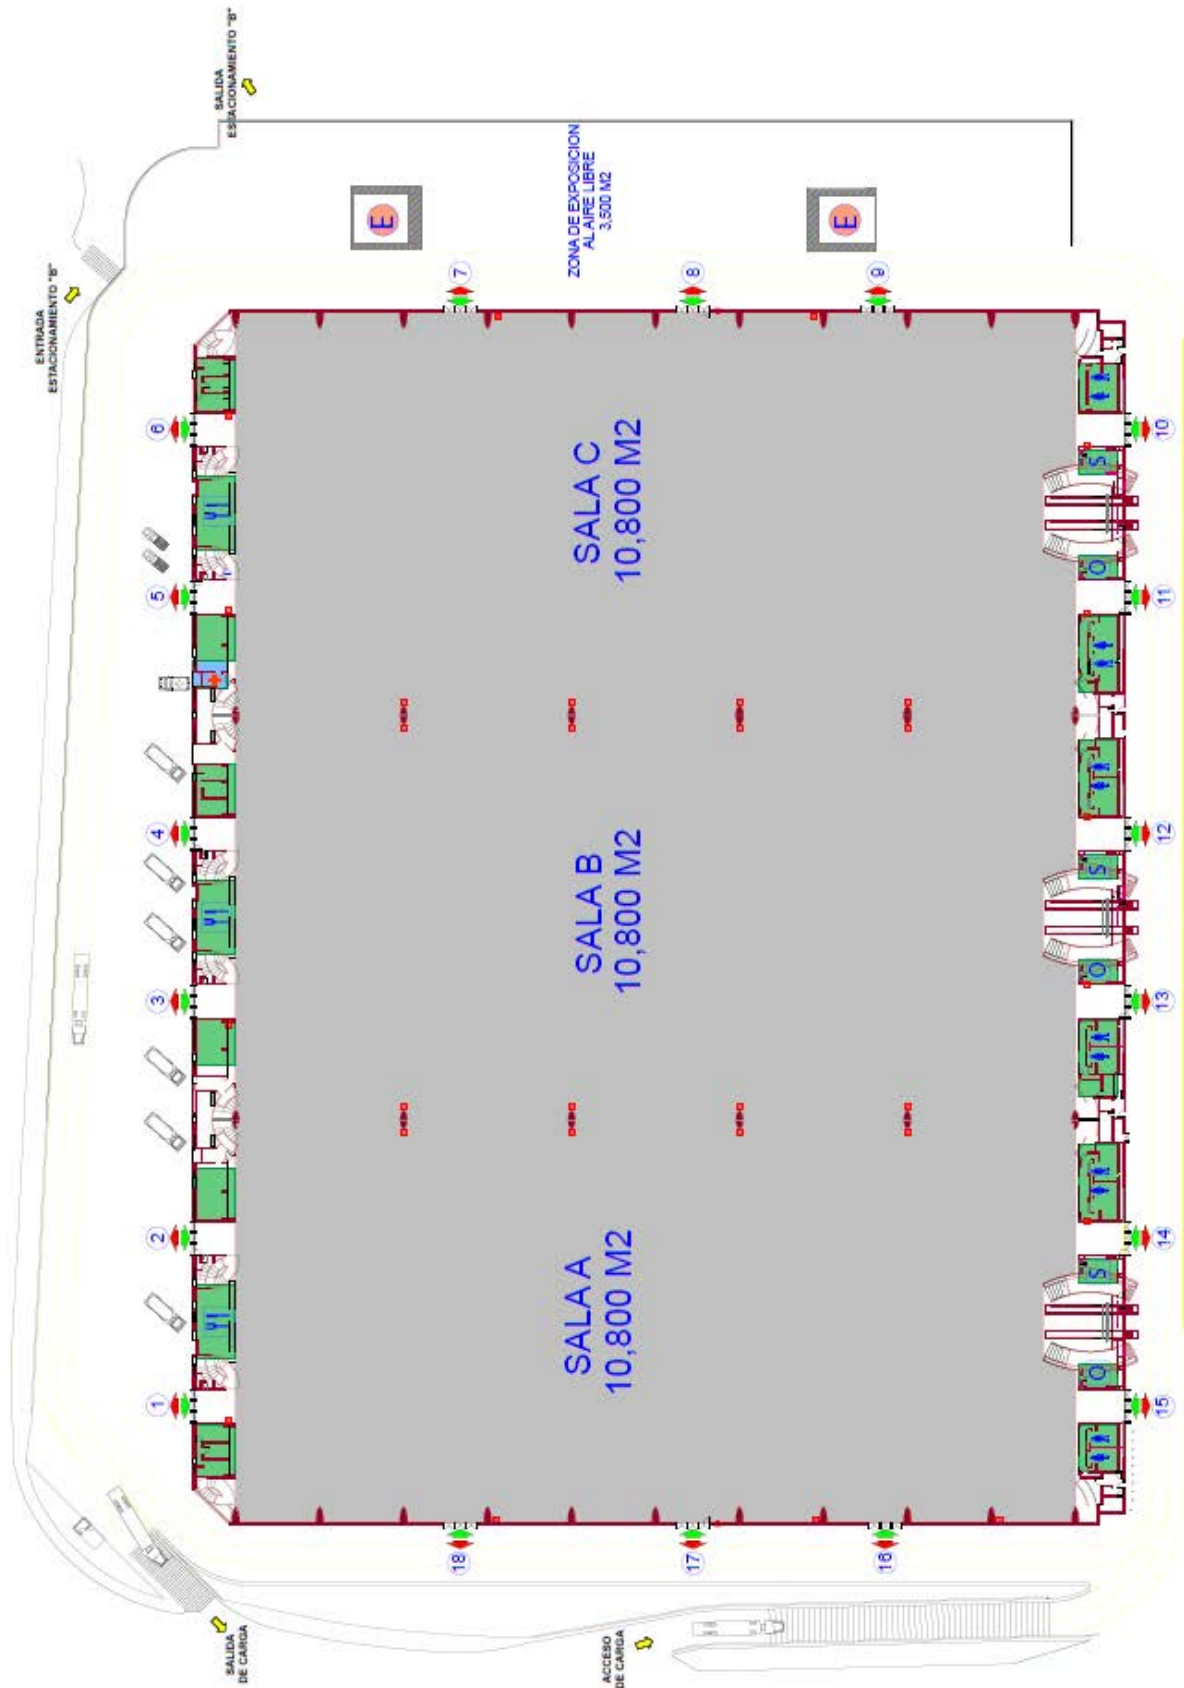 SALIDA
ESTACIONAMIENTO "B"
ENTRADA
ESTACIONAMIENTO "B"
ZONA DE EXPOSICION
AL AIRE LIBRE
3,500 M2
E
E
7
8
9
6
5
4
3
2
1
SALA C
10,800 M2
SALA B
10,800 M2
SALA A
10,800 M2
10
S
O
11
12
S
O
13
14
S
O
15
18
17
16
SALIDA
DE CARGA
ACCESO
DE CARGA